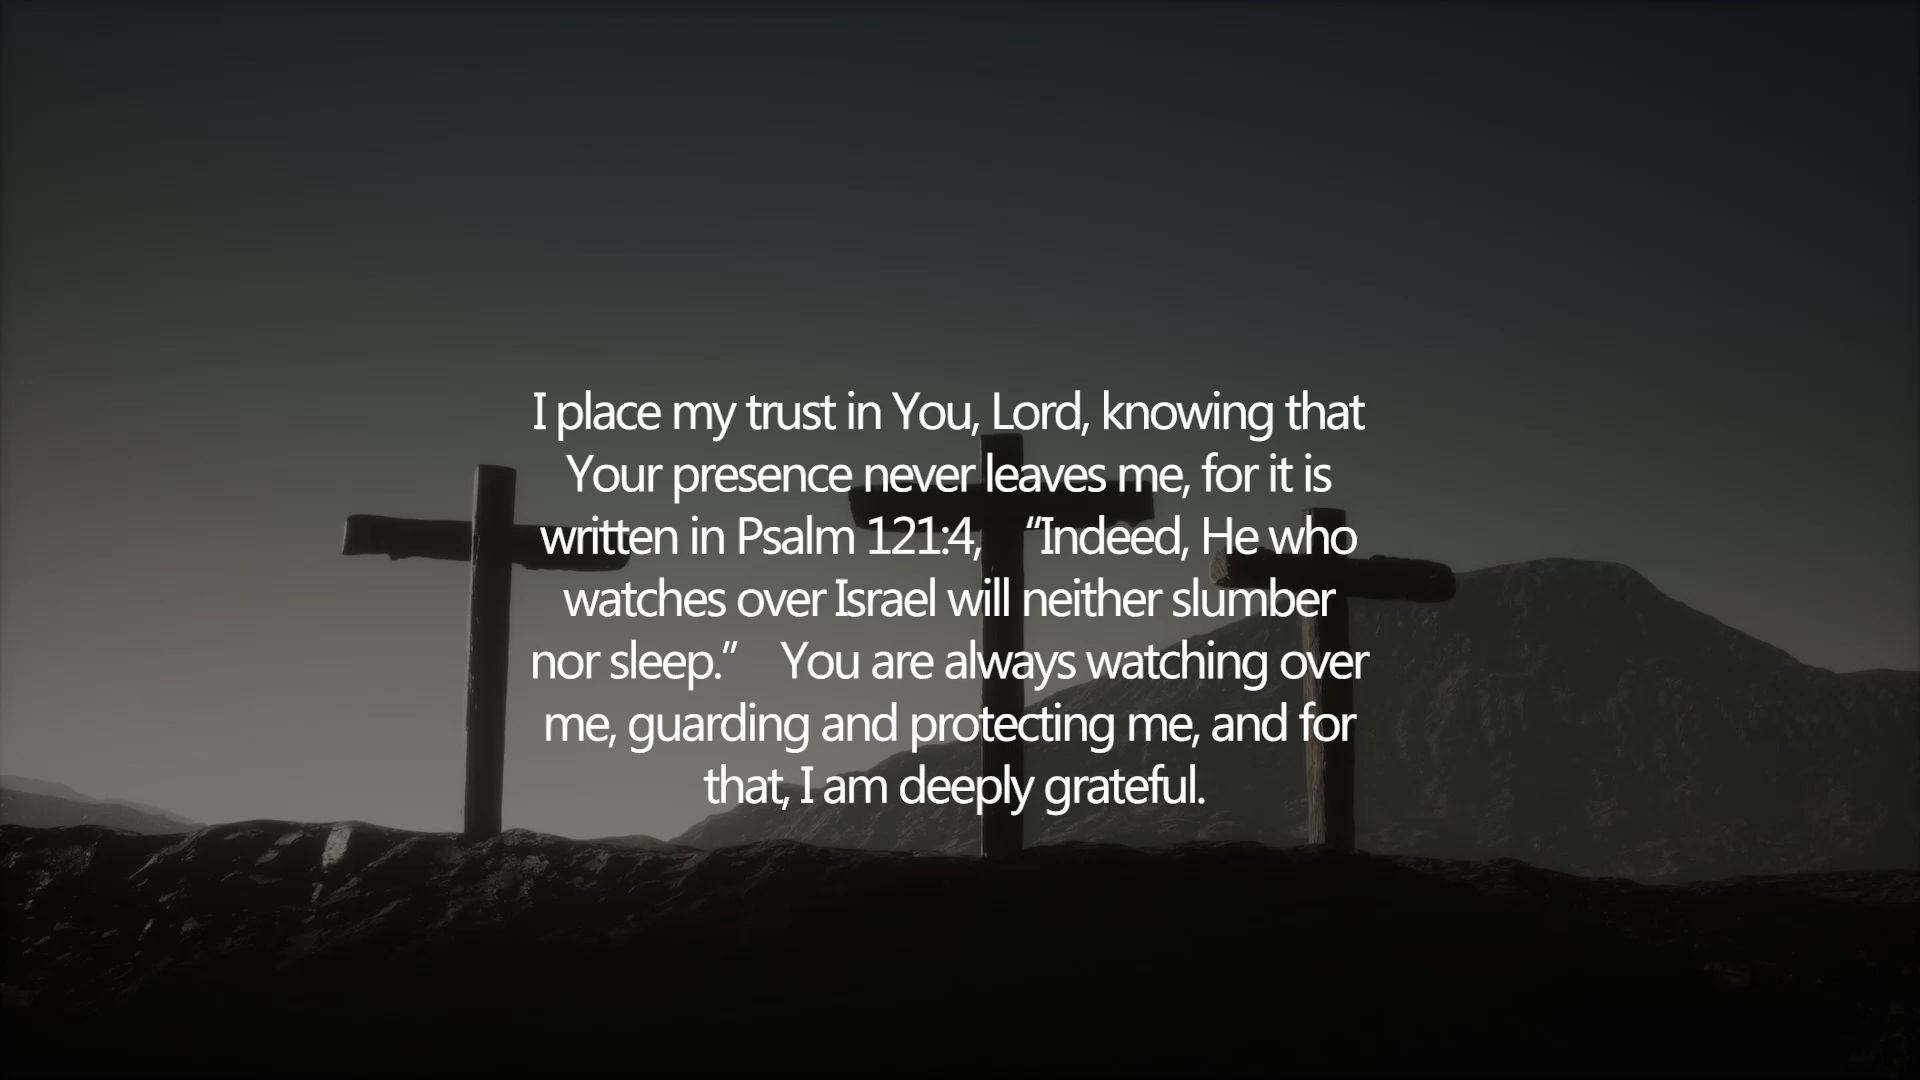 I place my trust in You, Lord, knowing that
Your presence never leaves me, for it is
written in Psalm 121:4, “Indeed, He who
watches over Israel will neither slumber
nor sleep.” You are always watching over
me, guarding and protecting me, and for
that, I am deeply grateful.